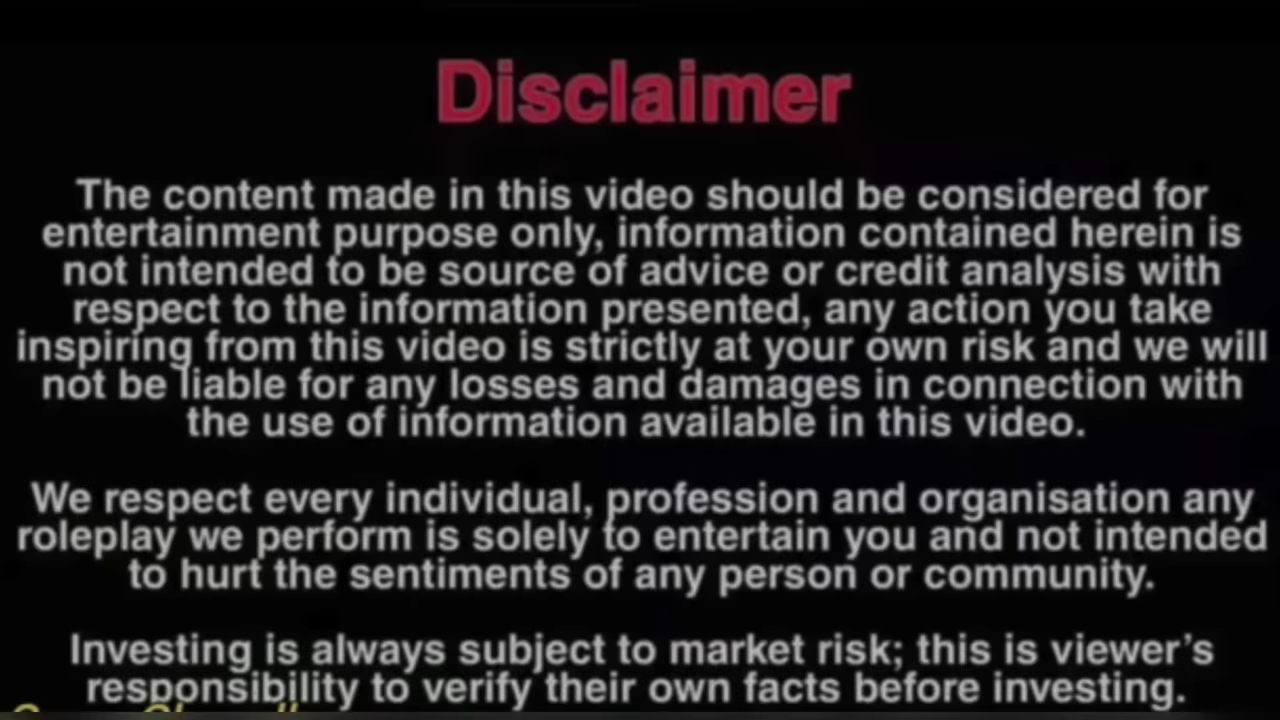 Disclaimer
The content made in this video should be considered for
entertainment purpose only, information contained herein is
not intended to be source of advice or credit analysis with
respect to the information presented, any action you take
inspiring from this video is strictly at your own risk and we will
not be liable for any losses and damages in connection with
the use of information available in this video.
We respect every individual, profession and organisation any
roleplay we perform is solely to entertain you and not intended
to hurt the sentiments of any person or community.
Investing is always subject to market risk; this is viewer's
responsibility to verify their own facts before investing.